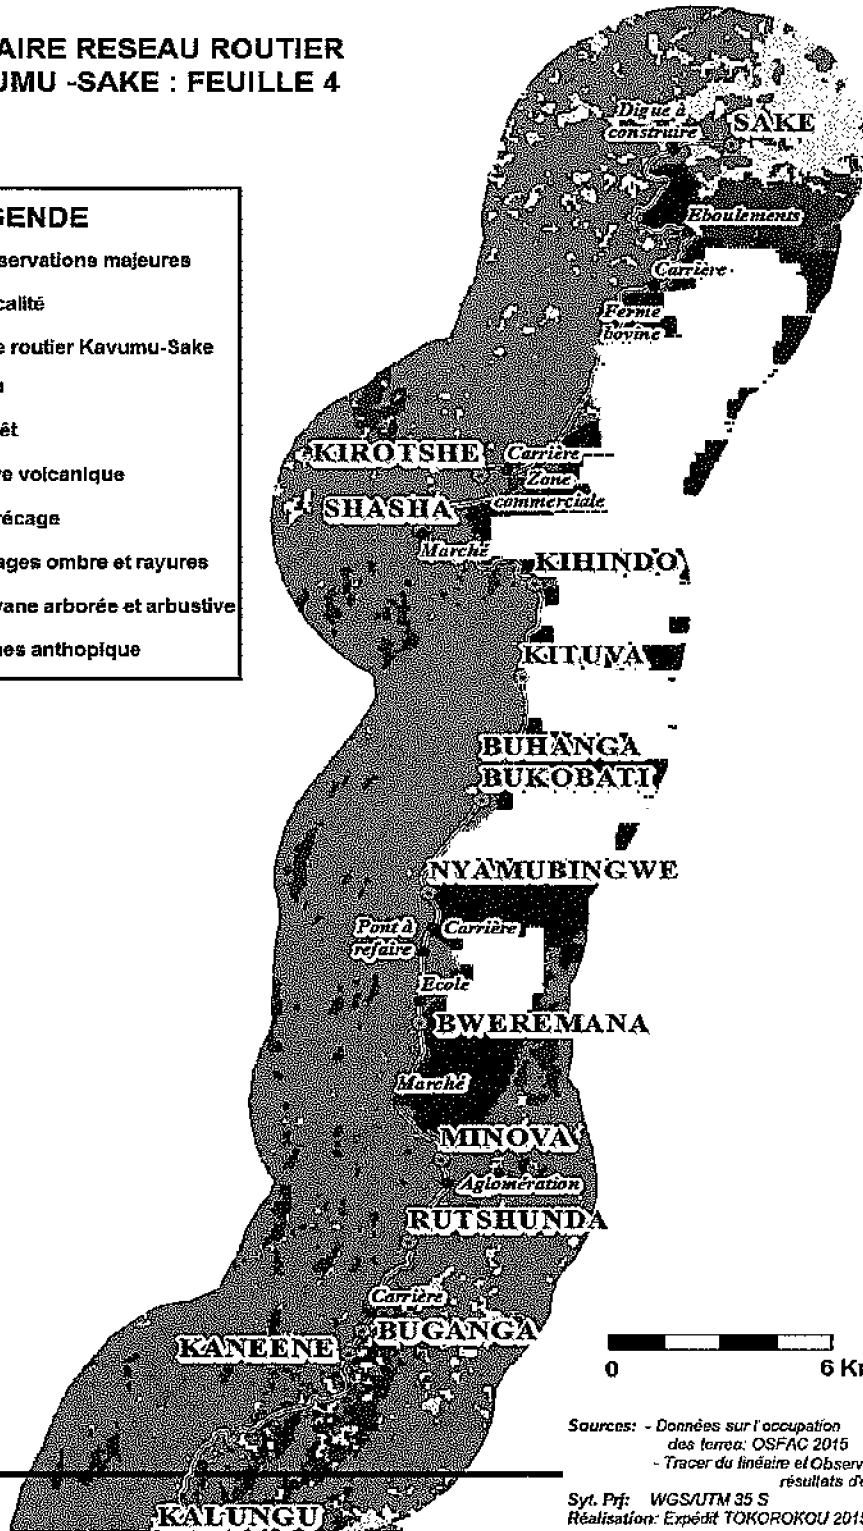 AIRE RESEAU ROUTIER
UMU -SAKE : FEUILLE 4
GENDE
servations majeures
calité
e routier Kavumu-Sake
u
êt
e volcanique
récage
ages ombre et rayures
vane arborée et arbustive
nes anthopique
Digue à
construire
SAKE
Eboulements
Carrière
Ferme
bovine
KIROTSHE
Carrière
Zone
commerciale
SHASHA
Marché
KIHINDO
KITUVA
BUHANGA
BUKOBATI
NYAMUBINGWE
Pont à
refaire
Carrière
Ecole
BWEREMANA
Marché
MINOVA
Aglomération
RUTSHUNDA
Carrière
BUGANGA
KANEENE
KALUNGU
0 6 K
Sources: - Données sur l'occupation
des terres: OSFAC 2015
- Tracer du linéaire et Observ
résultats d'e
Syt. Prj: WGS/UTM 35 S
Réalisation: Expédit TOKOROKOU 2015